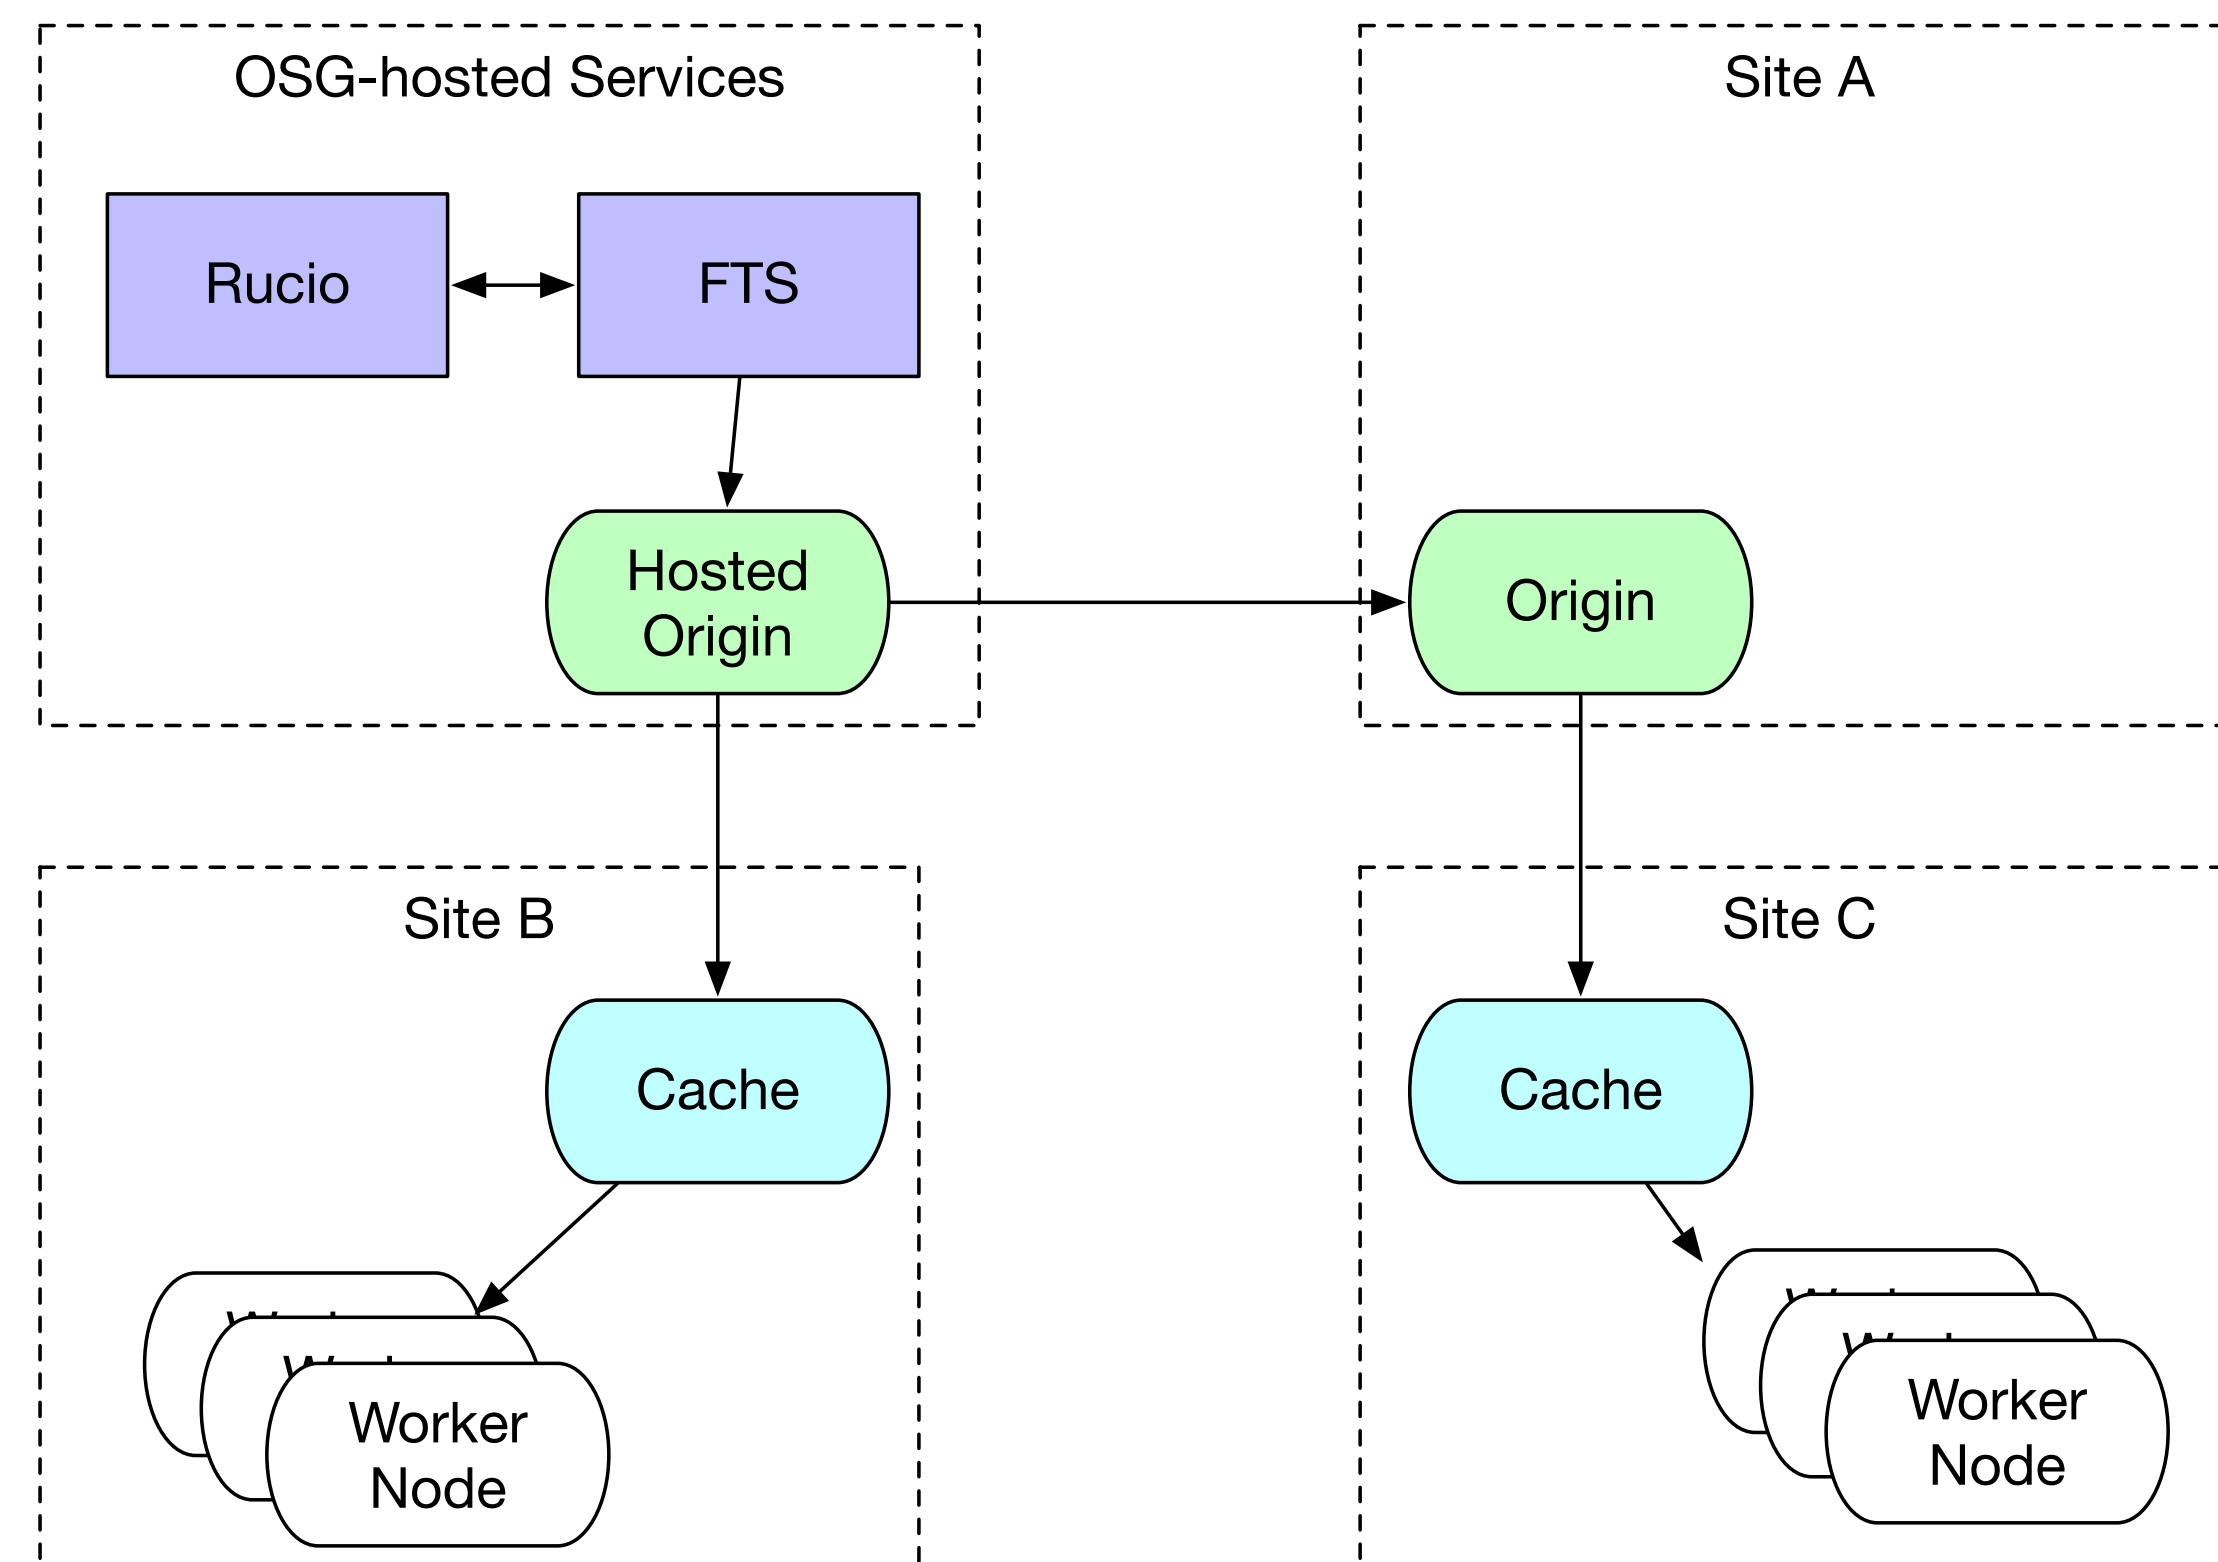 OSG-hosted Services
Site A
Rucio
FTS
Hosted
Origin
Origin
Site B
Site C
Cache
Cache
Worker
Node
Worker
Node